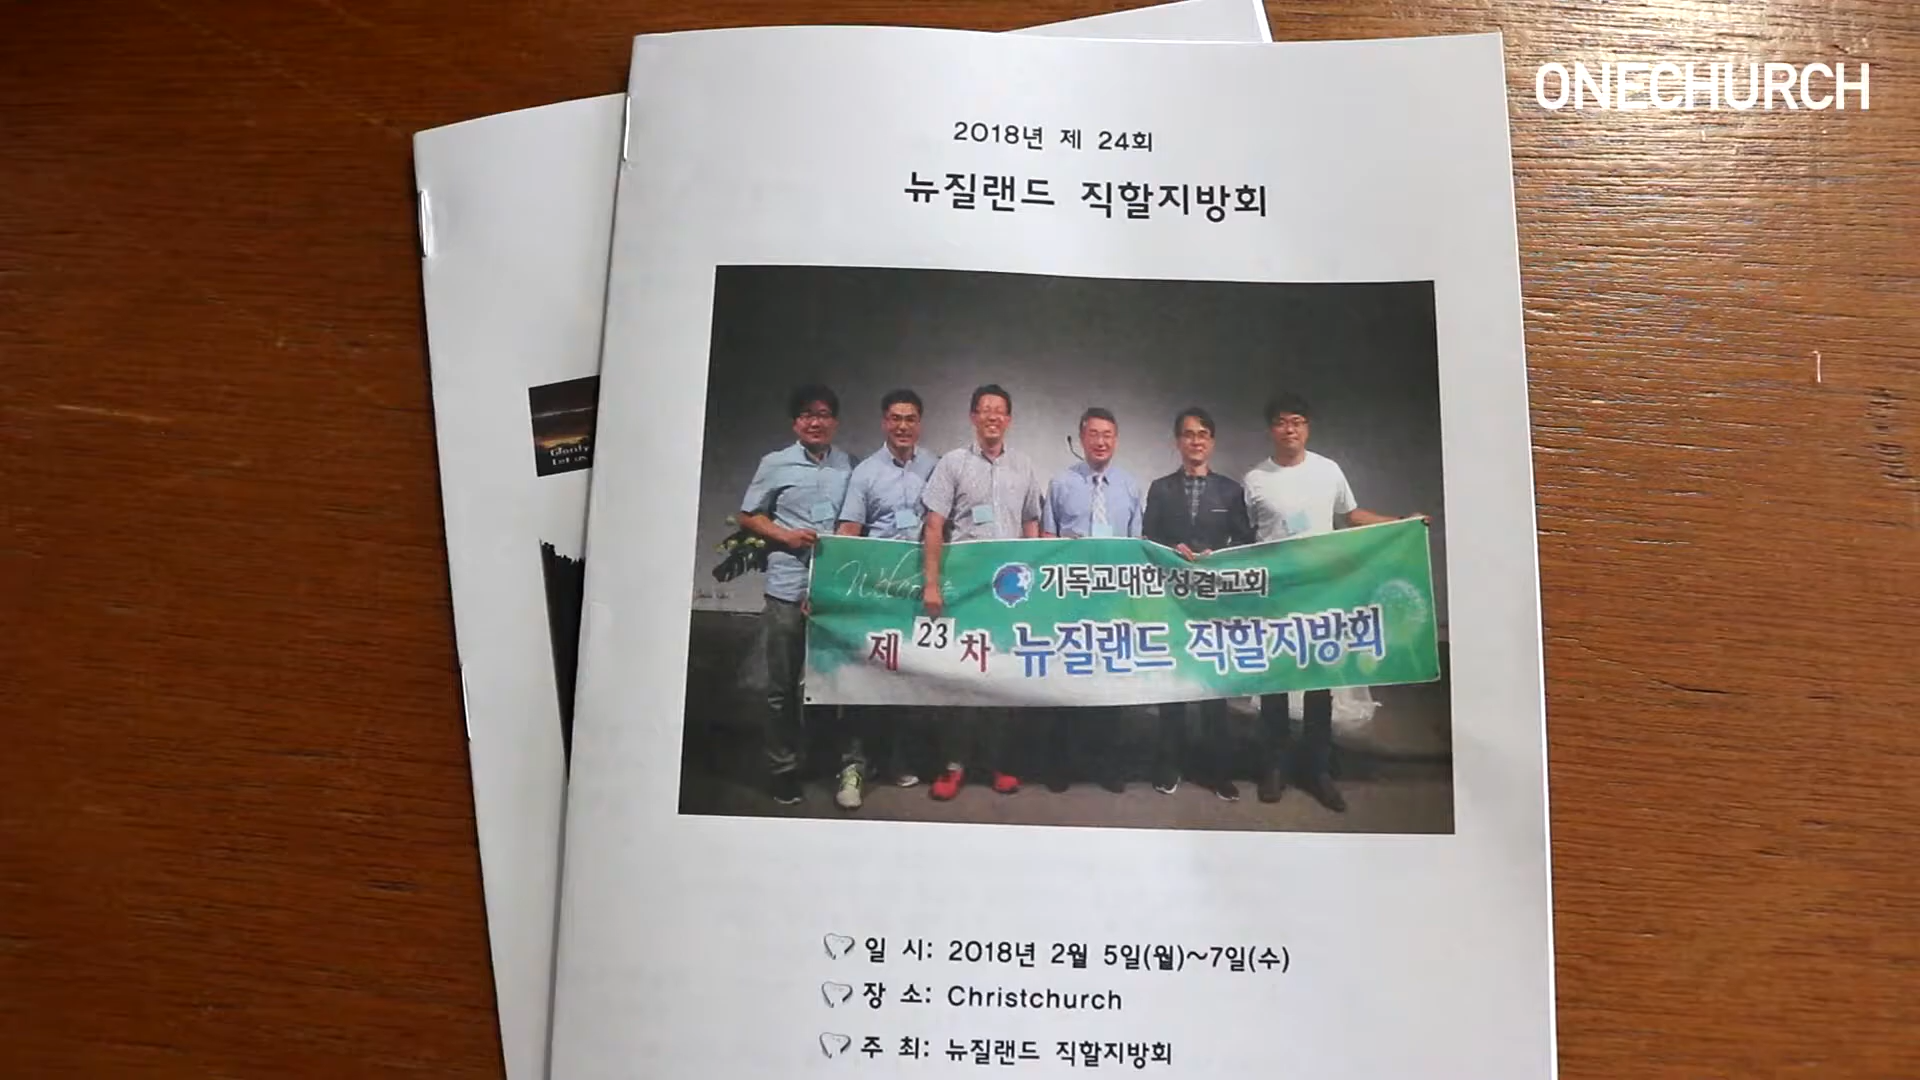 ONECHURCH
2018년 제 24회
뉴질랜드 직할지방회
Welcome
기독교대한성결교회
제 23 차 뉴질랜드 직할지방회
Let us
일 시: 2018년 2월 5일(월)~7일(수)
장 소: Christchurch
주 최: 뉴질랜드 직할지방회